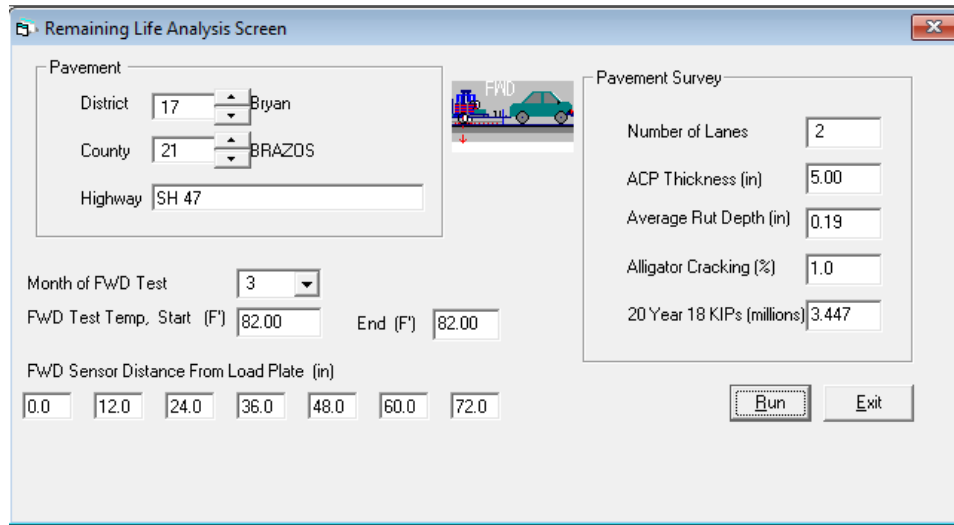 Remaining Life Analysis Screen
Pavement
District 17 Bryan
County 21 BRAZOS
Highway SH 47
FWD
Pavement Survey
Number of Lanes 2
ACP Thickness (in) 5.00
Average Rut Depth (in) 0.19
Alligator Cracking (%) 1.0
20 Year 18 KIPs (millions) 3.447
Month of FWD Test 3
FWD Test Temp, Start (F') 82.00 End (F') 82.00
FWD Sensor Distance From Load Plate (in)
0.0 12.0 24.0 36.0 48.0 60.0 72.0
Run Exit